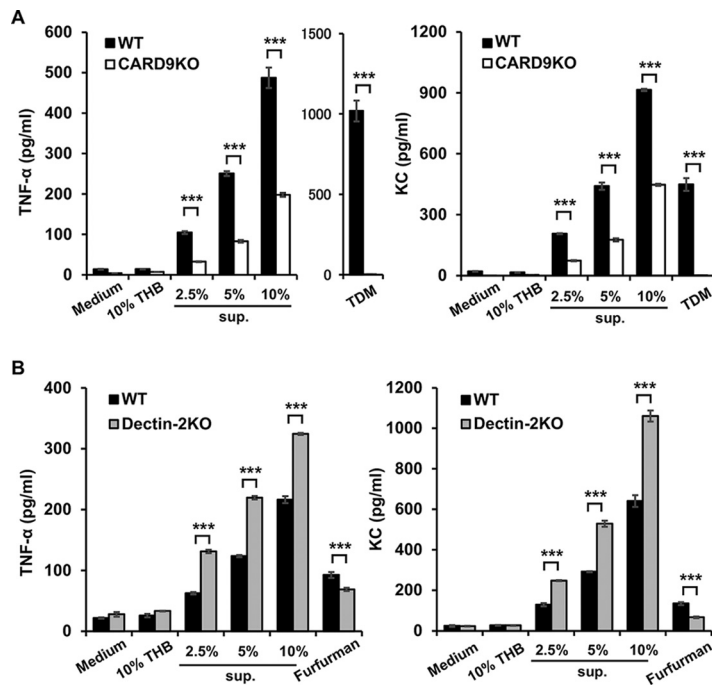 A
600
500
400
300
200
100
0
TNF-α (pg/ml)
WT
CARD9KO
***
***
***
Medium
10% THB
2.5%
5%
10%
sup.
1500
1000
500
0
***
TDM
1200
900
600
300
0
KC (pg/ml)
WT
CARD9KO
***
***
***
***
Medium
10% THB
2.5%
5%
10%
sup.
TDM
B
400
300
200
100
0
TNF-α (pg/ml)
WT
Dectin-2KO
***
***
***
***
Medium
10% THB
2.5%
5%
10%
sup.
Furfurman
1200
1000
800
600
400
200
0
KC (pg/ml)
WT
Dectin-2KO
***
***
***
***
Medium
10% THB
2.5%
5%
10%
sup.
Furfurman